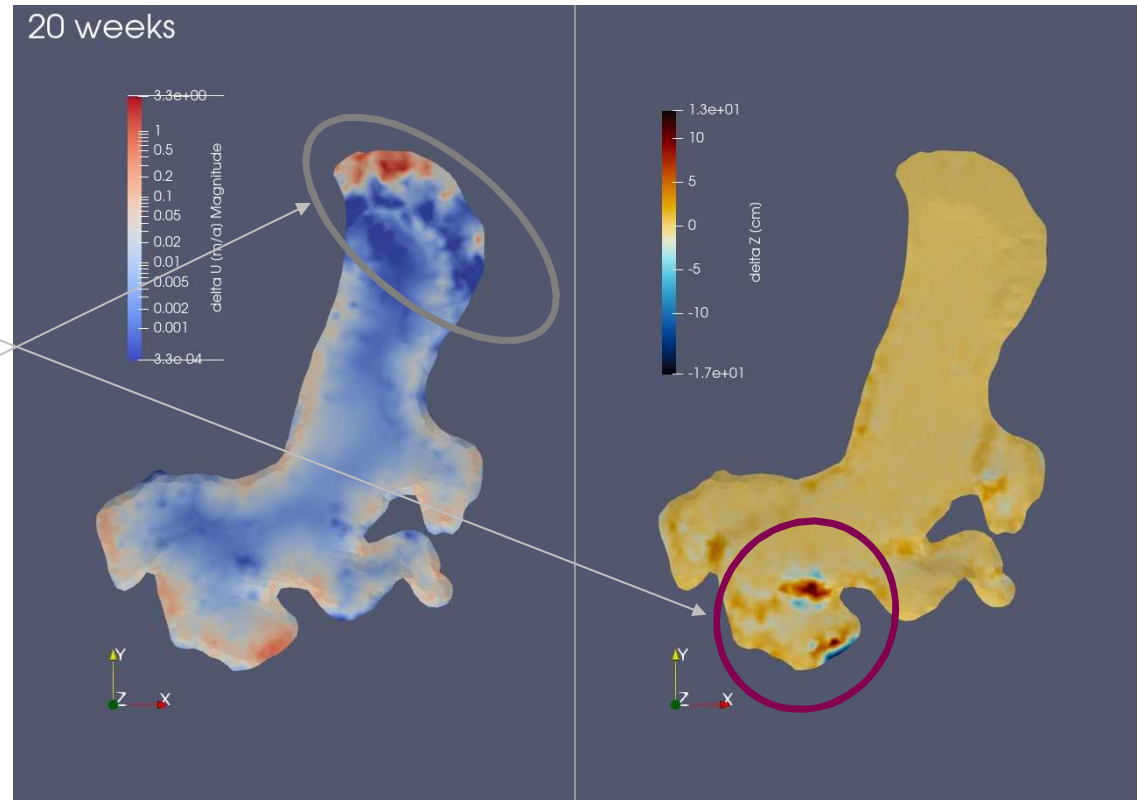 20 weeks
3.3e+00
1
0.5
0.2
0.1
0.05
0.02
0.01
0.005
0.002
0.001
3.3e-04
delta U (m/a) Magnitude
Y
Z
X
1.3e+01
10
5
0
-5
-10
-1.7e+01
delta Z (cm)
Y
Z
X